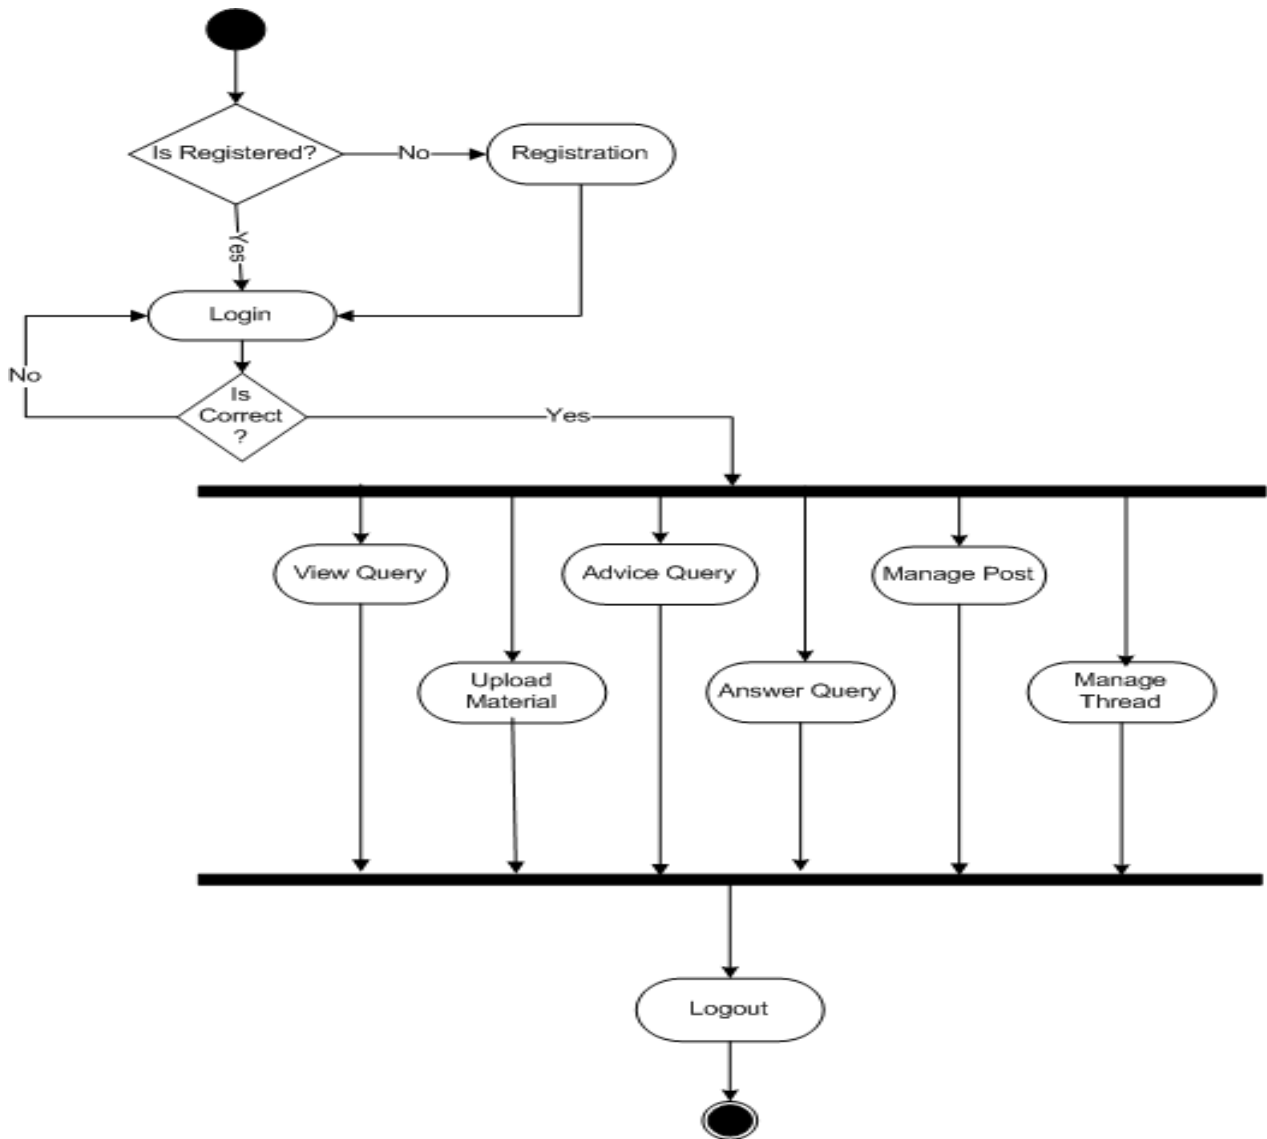 Is Registered?
No
Registration
Yes
Login
No
Is
Correct
?
Yes
View Query
Advice Query
Manage Post
Upload
Material
Answer Query
Manage
Thread
Logout